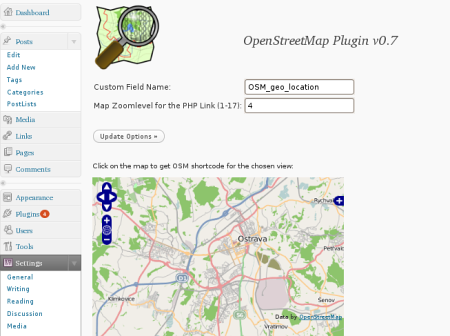 Dashboard
Posts
Edit
Add New
Tags
Categories
PostLists
Media
Links
Pages
Comments
Appearance
Plugins 4
Users
Tools
Settings
General
Writing
Reading
Discussion
Media
OpenStreetMap Plugin v0.7
Custom Field Name: OSM_geo_location
Map Zoomlevel for the PHP Link (1-17): 4
Update Options »
Click on the map to get OSM shortcode for the chosen view:
Ostrava
Šenov
Klimkovice
Vratimov
Data by OpenStreetMap